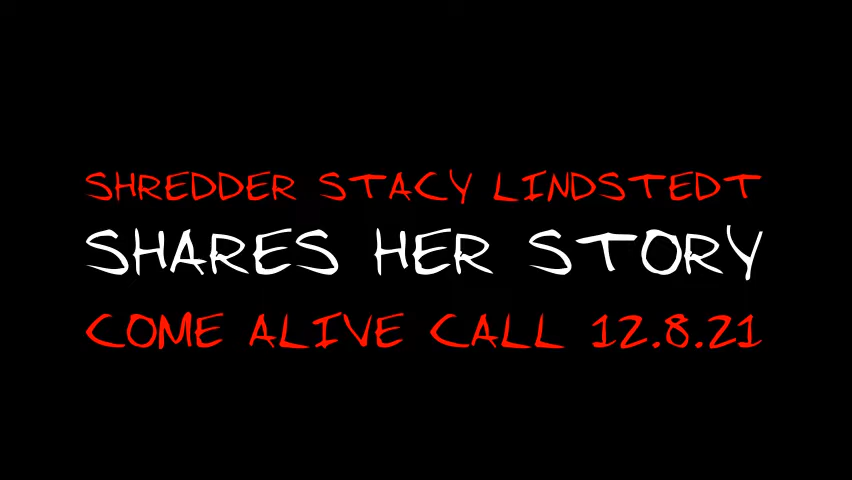 SHREDDER STACY LINDSTEDT
SHARES HER STORY
COME ALIVE CALL 12.8.21